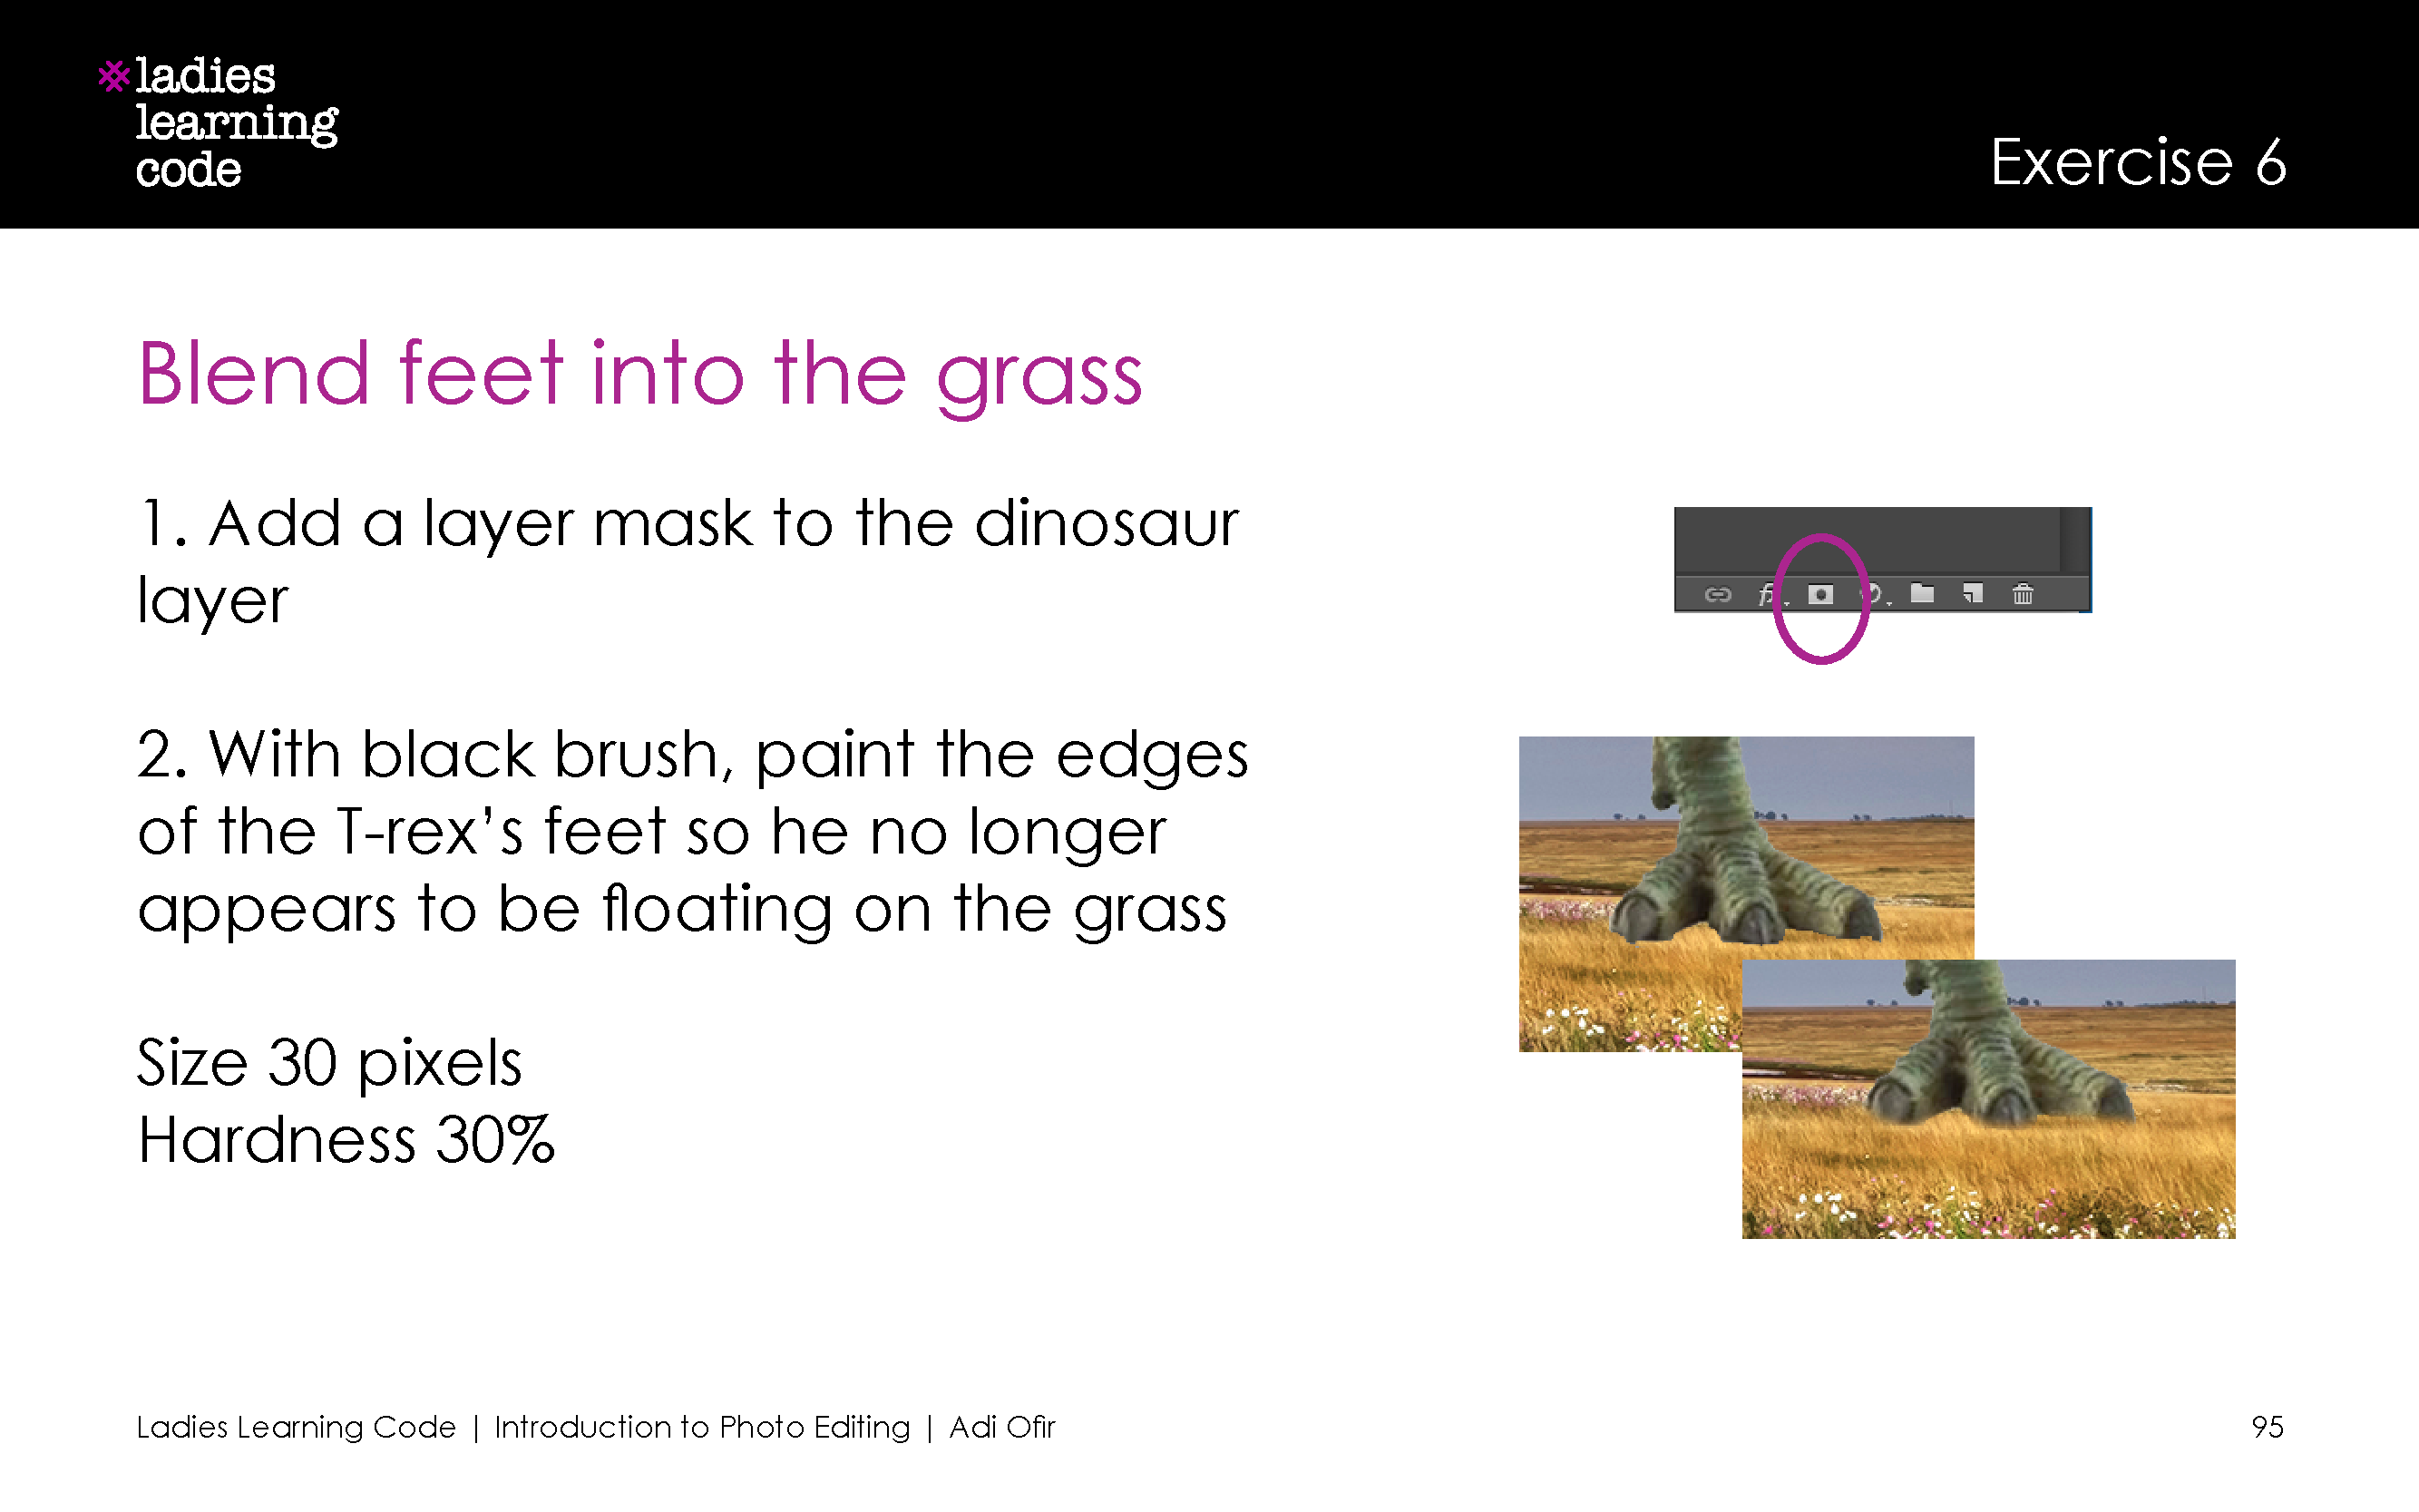 ladies
learning
code
Exercise 6
Blend feet into the grass
1. Add a layer mask to the dinosaur
layer
2. With black brush, paint the edges
of the T-rex’s feet so he no longer
appears to be floating on the grass
Size 30 pixels
Hardness 30%
Ladies Learning Code | Introduction to Photo Editing | Adi Ofir
95